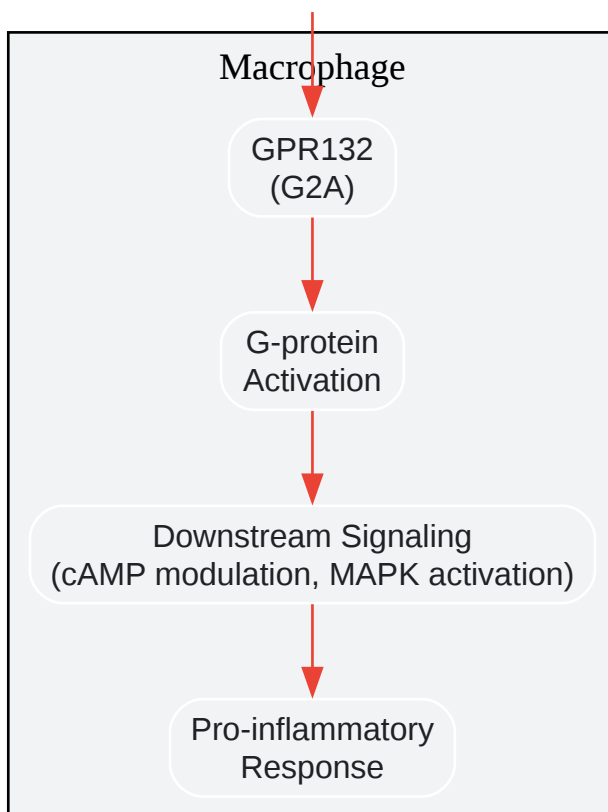 Macrophage
GPR132
(G2A)
G-protein
Activation
Downstream Signaling
(cAMP modulation, MAPK activation)
Pro-inflammatory
Response